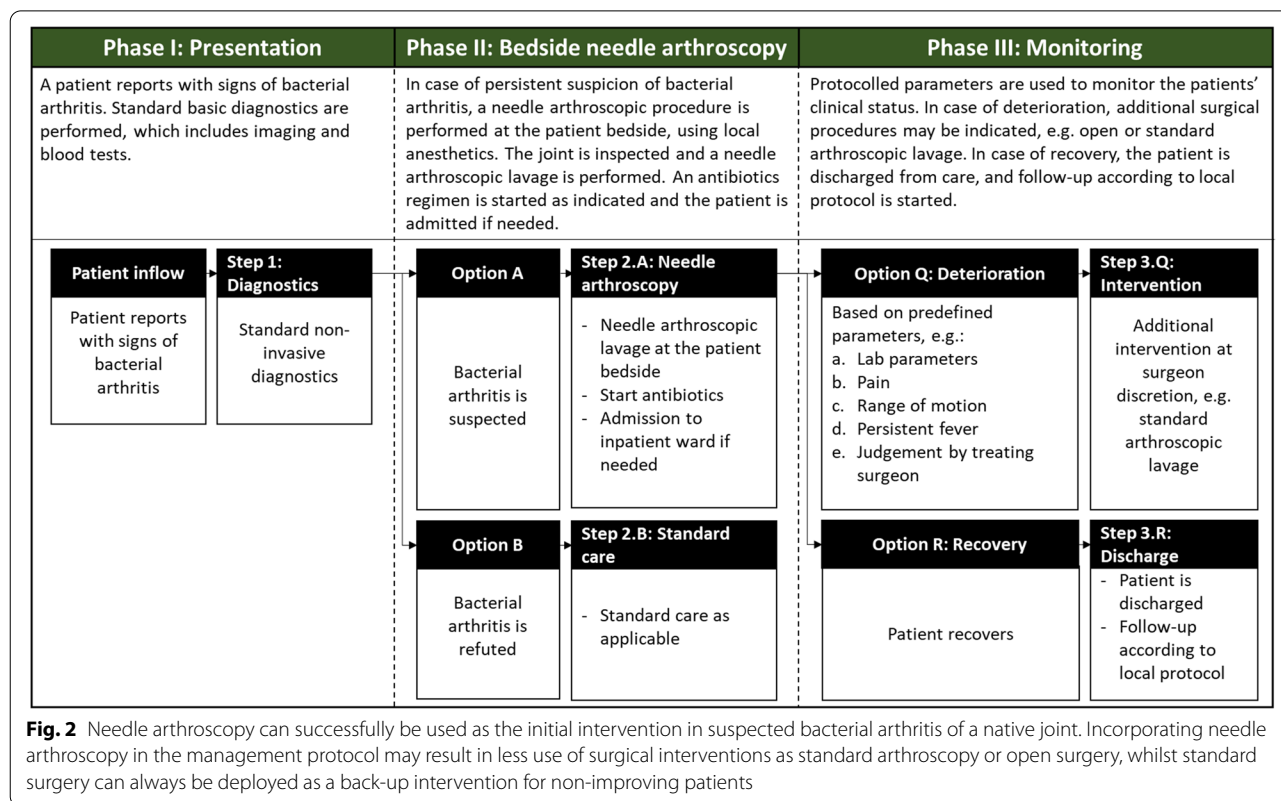 Phase I: Presentation
A patient reports with signs of bacterial
arthritis. Standard basic diagnostics are
performed, which includes imaging and
blood tests.
Phase II: Bedside needle arthroscopy
In case of persistent suspicion of bacterial
arthritis, a needle arthroscopic procedure is
performed at the patient bedside, using local
anesthetics. The joint is inspected and a needle
arthroscopic lavage is performed. An antibiotics
regimen is started as indicated and the patient is
admitted if needed.
Phase III: Monitoring
Protocolled parameters are used to monitor the patients’
clinical status. In case of deterioration, additional surgical
procedures may be indicated, e.g. open or standard
arthroscopic lavage. In case of recovery, the patient is
discharged from care, and follow-up according to local
protocol is started.
Patient inflow
Patient reports
with signs of
bacterial
arthritis
Step 1:
Diagnostics
Standard non-
invasive
diagnostics
Option A
Bacterial
arthritis is
suspected
Step 2.A: Needle
arthroscopy
- Needle
arthroscopic
lavage at the patient
bedside
- Start antibiotics
- Admission to
inpatient ward if
needed
Option B
Bacterial
arthritis is
refuted
Step 2.B: Standard
care
- Standard care as
applicable
Option Q: Deterioration
Based on predefined
parameters, e.g.:
a. Lab parameters
b. Pain
c. Range of motion
d. Persistent fever
e. Judgement by treating
surgeon
Step 3.Q:
Intervention
Additional
intervention at
surgeon
discretion, e.g.
standard
arthroscopic
lavage
Option R: Recovery
Patient recovers
Step 3.R:
Discharge
- Patient is
discharged
- Follow-up
according to
local protocol
Fig. 2 Needle arthroscopy can successfully be used as the initial intervention in suspected bacterial arthritis of a native joint. Incorporating needle
arthroscopy in the management protocol may result in less use of surgical interventions as standard arthroscopy or open surgery, whilst standard
surgery can always be deployed as a back-up intervention for non-improving patients